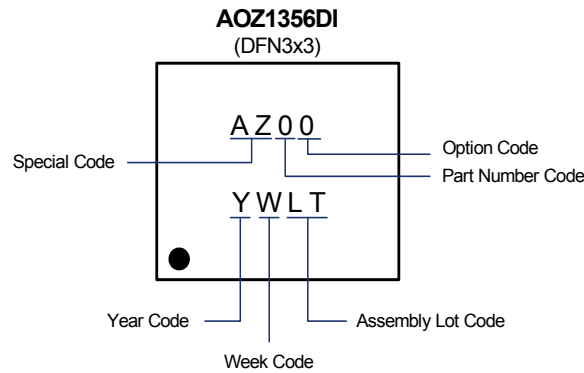 AOZ1356DI
(DFN3x3)
AZ00
Special Code
Option Code
Part Number Code
YWLT
Year Code
Assembly Lot Code
Week Code